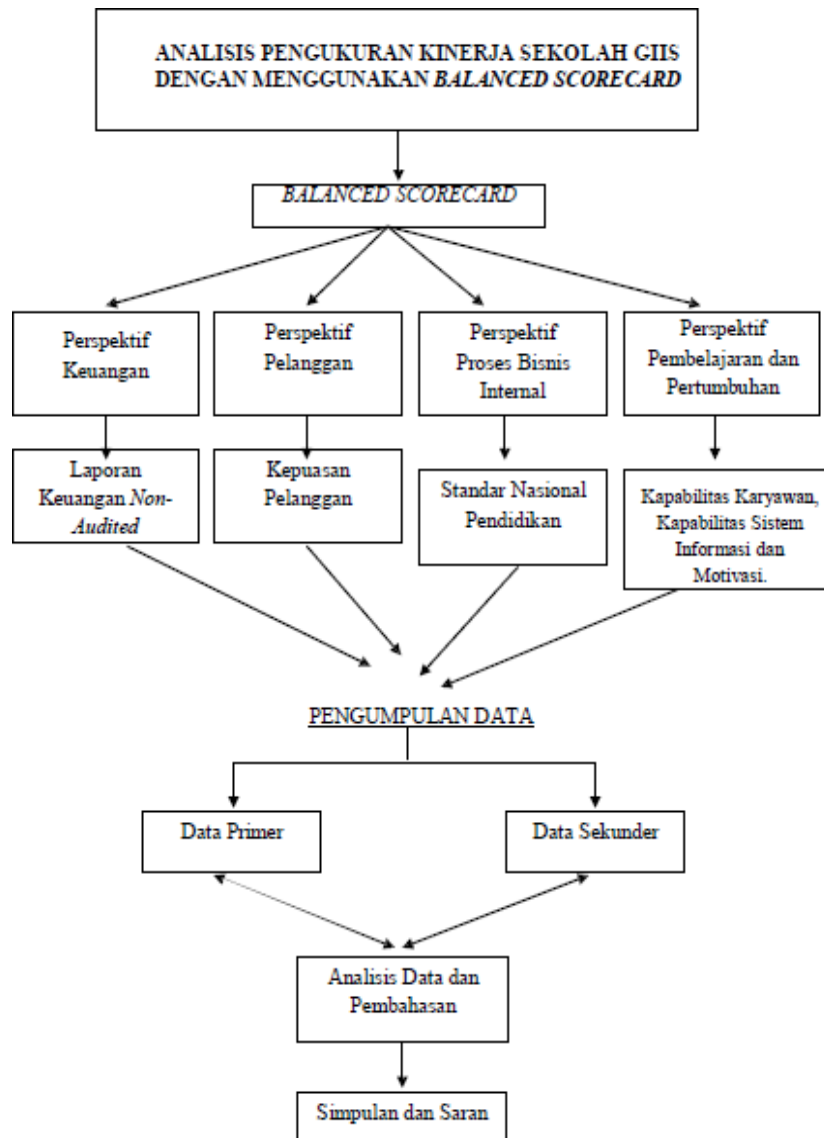 ANALISIS PENGUKURAN KINERJA SEKOLAH GIIS
DENGAN MENGGUNAKAN BALANCED SCORECARD
BALANCED SCORECARD
Perspektif
Keuangan
Perspektif
Pelanggan
Perspektif
Proses Bisnis
Internal
Perspektif
Pembelajaran dan
Pertumbuhan
Laporan
Keuangan Non-
Audited
Kepuasan
Pelanggan
Standar Nasional
Pendidikan
Kapabilitas Karyawan,
Kapabilitas Sistem
Informasi dan
Motivasi.
PENGUMPULAN DATA
Data Primer
Data Sekunder
Analisis Data dan
Pembahasan
Simpulan dan Saran